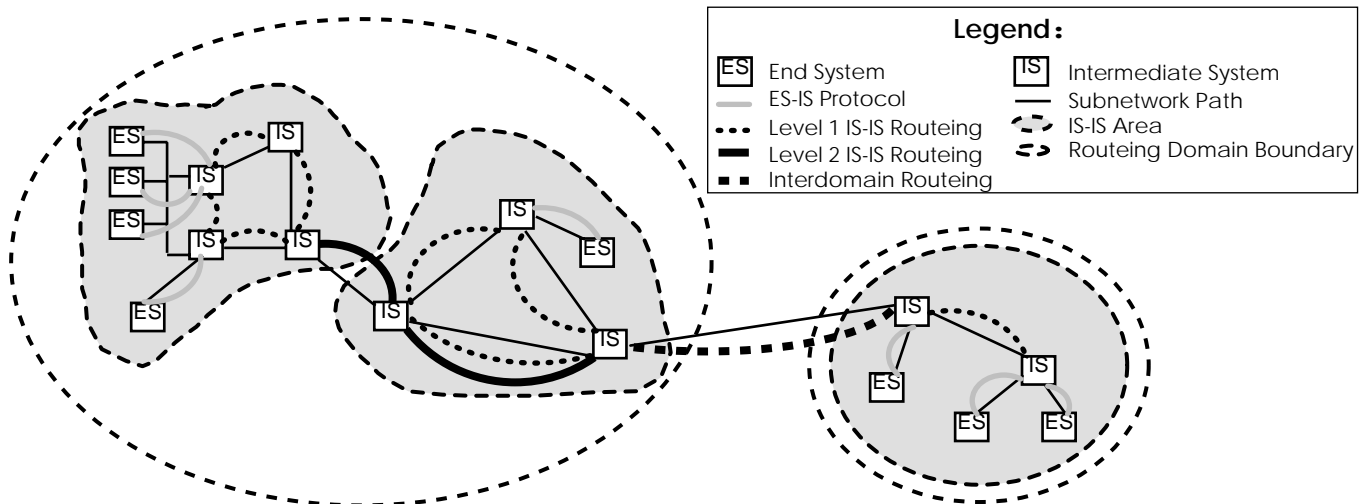 Legend:
ES End System
IS Intermediate System
ES-IS Protocol
Subnetwork Path
Level 1 IS-IS Routeing
IS-IS Area
Level 2 IS-IS Routeing
Routeing Domain Boundary
Interdomain Routeing
ES
IS
ES
IS
ES
IS
IS
ES
IS
ES
IS
IS
IS
ES
IS
ES
ES